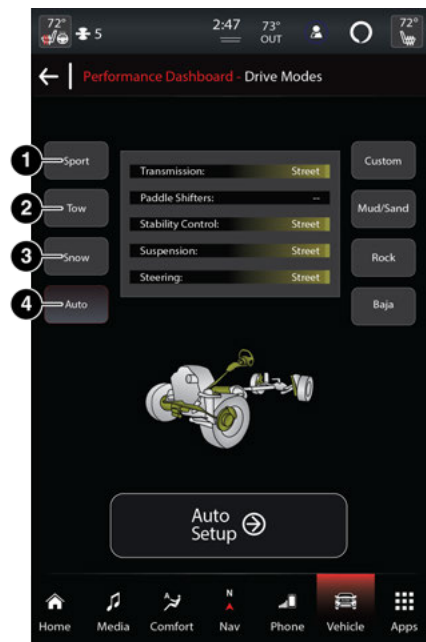 72° 5 2:47 73° OUT 72°
Performance Dashboard - Drive Modes
1 Sport
2 Tow
3 Snow
4 Auto
Transmission: Street
Paddle Shifters: --
Stability Control: Street
Suspension: Street
Steering: Street
Custom
Mud/Sand
Rock
Baja
Auto
Setup
N
Home Media Comfort Nav Phone Vehicle Apps